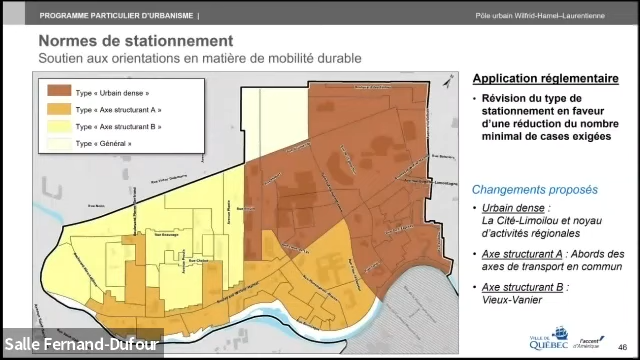 PROGRAMME PARTICULIER D'URBANISME |
Pôle urbain Wilfrid-Hamel–Laurentienne
Normes de stationnement
Soutien aux orientations en matière de mobilité durable
Type « Urbain dense »
Type « Axe structurant A »
Type « Axe structurant B »
Type « Général »
Application réglementaire
• Révision du type de
stationnement en faveur
d'une réduction du nombre
minimal de cases exigées
Changements proposés
• Urbain dense :
La Cité-Limoilou et noyau
d'activités régionales
• Axe structurant A : Abords des
axes de transport en commun
• Axe structurant B :
Vieux-Vanier
Salle Fernand-Dufour
VILLE DE
QUÉBEC
l'accent
d'Amérique
46